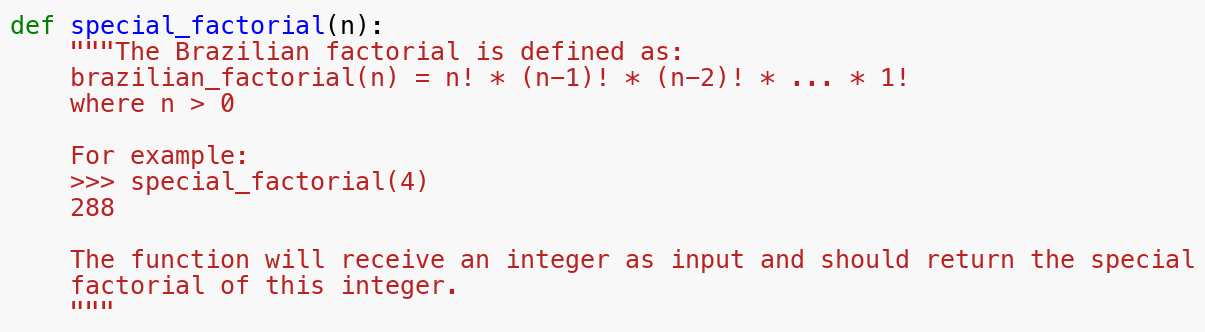 def special_factorial(n):
    """The Brazilian factorial is defined as:
    brazilian_factorial(n) = n! * (n-1)! * (n-2)! * ... * 1!
    where n > 0

    For example:
    >>> special_factorial(4)
    288

    The function will receive an integer as input and should return the special
    factorial of this integer.
    """